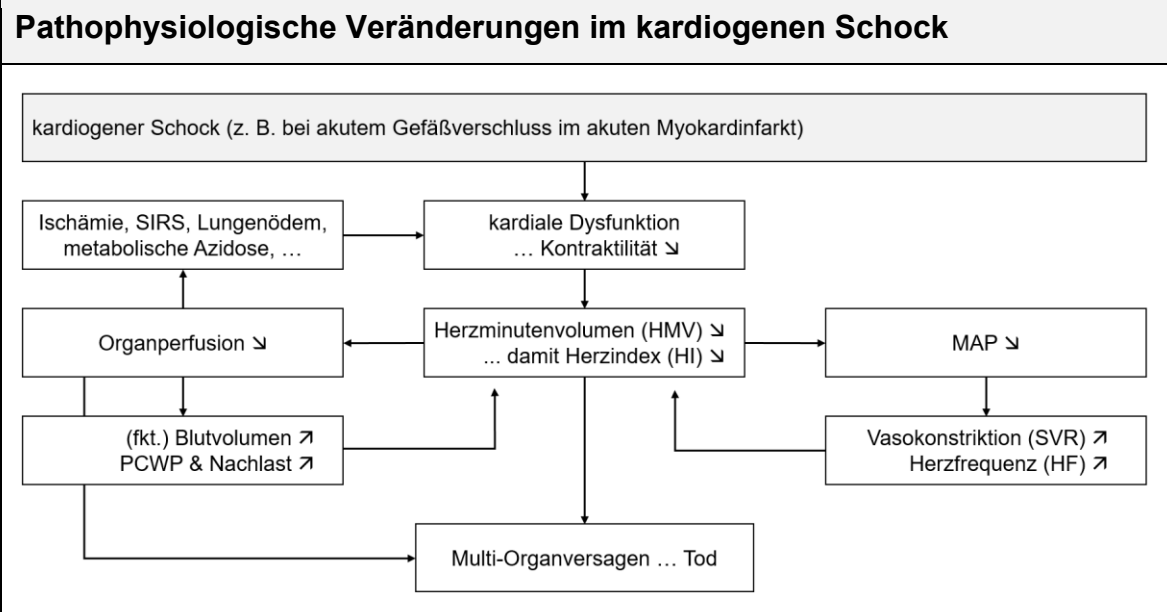 Pathophysiologische Veränderungen im kardiogenen Schock
kardiogener Schock (z. B. bei akutem Gefäßverschluss im akuten Myokardinfarkt)
Ischämie, SIRS, Lungenödem,
metabolische Azidose, …
kardiale Dysfunktion
… Kontraktilität ↘
Organperfusion ↘
Herzminutenvolumen (HMV) ↘
... damit Herzindex (HI) ↘
MAP ↘
(fkt.) Blutvolumen ↗
PCWP & Nachlast ↗
Vasokonstriktion (SVR) ↗
Herzfrequenz (HF) ↗
Multi-Organversagen … Tod